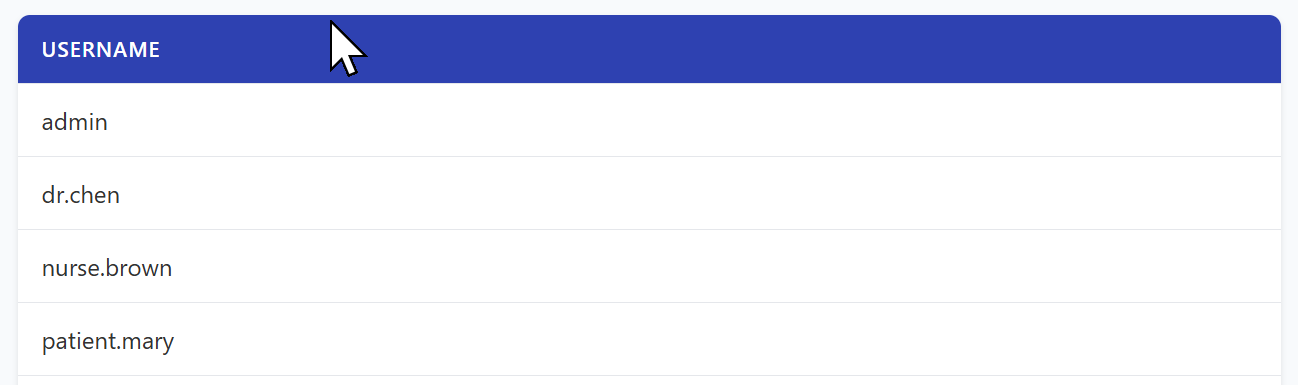 USERNAME
admin
dr.chen
nurse.brown
patient.mary